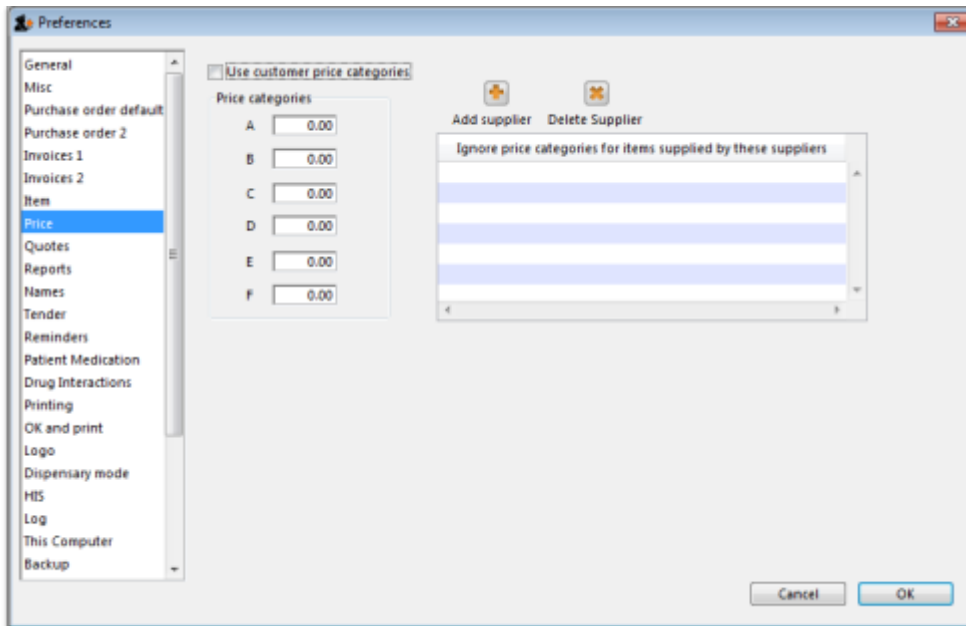 Preferences
General
Misc
Purchase order default
Purchase order 2
Invoices 1
Invoices 2
Item
Price
Quotes
Reports
Names
Tender
Reminders
Patient Medication
Drug Interactions
Printing
OK and print
Logo
Dispensary mode
HIS
Log
This Computer
Backup
Use customer price categories
Price categories
A 0.00
B 0.00
C 0.00
D 0.00
E 0.00
F 0.00
Add supplier Delete Supplier
Ignore price categories for items supplied by these suppliers
Cancel OK